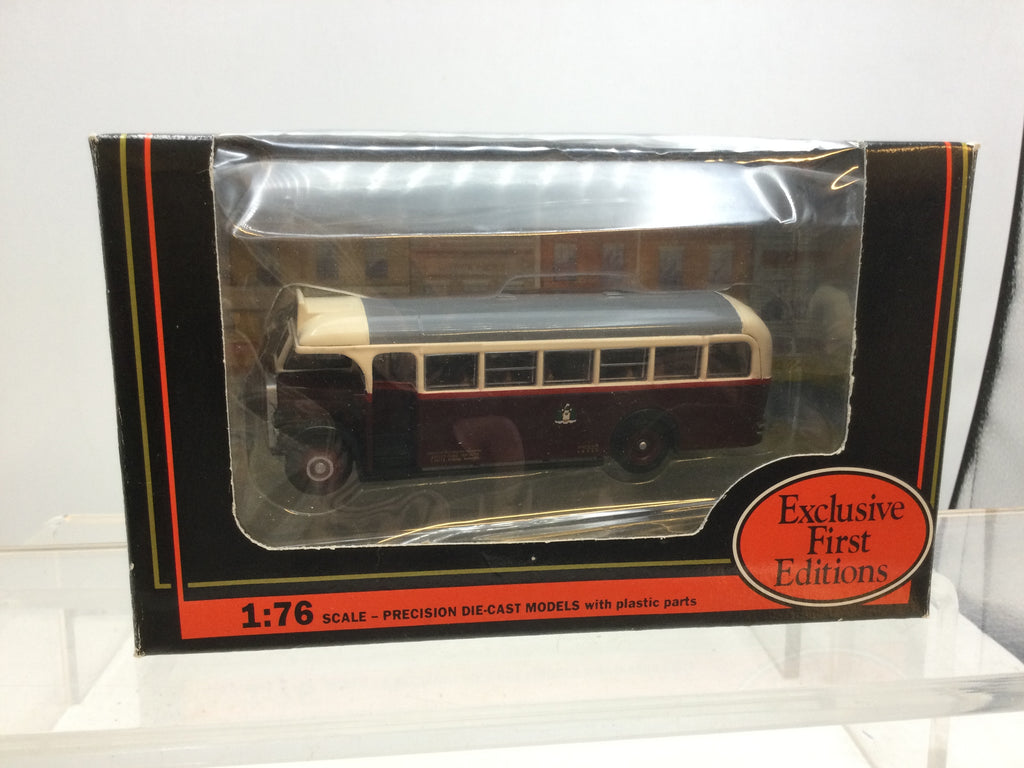 Exclusive
First
Editions
1:76 SCALE – PRECISION DIE-CAST MODELS with plastic parts